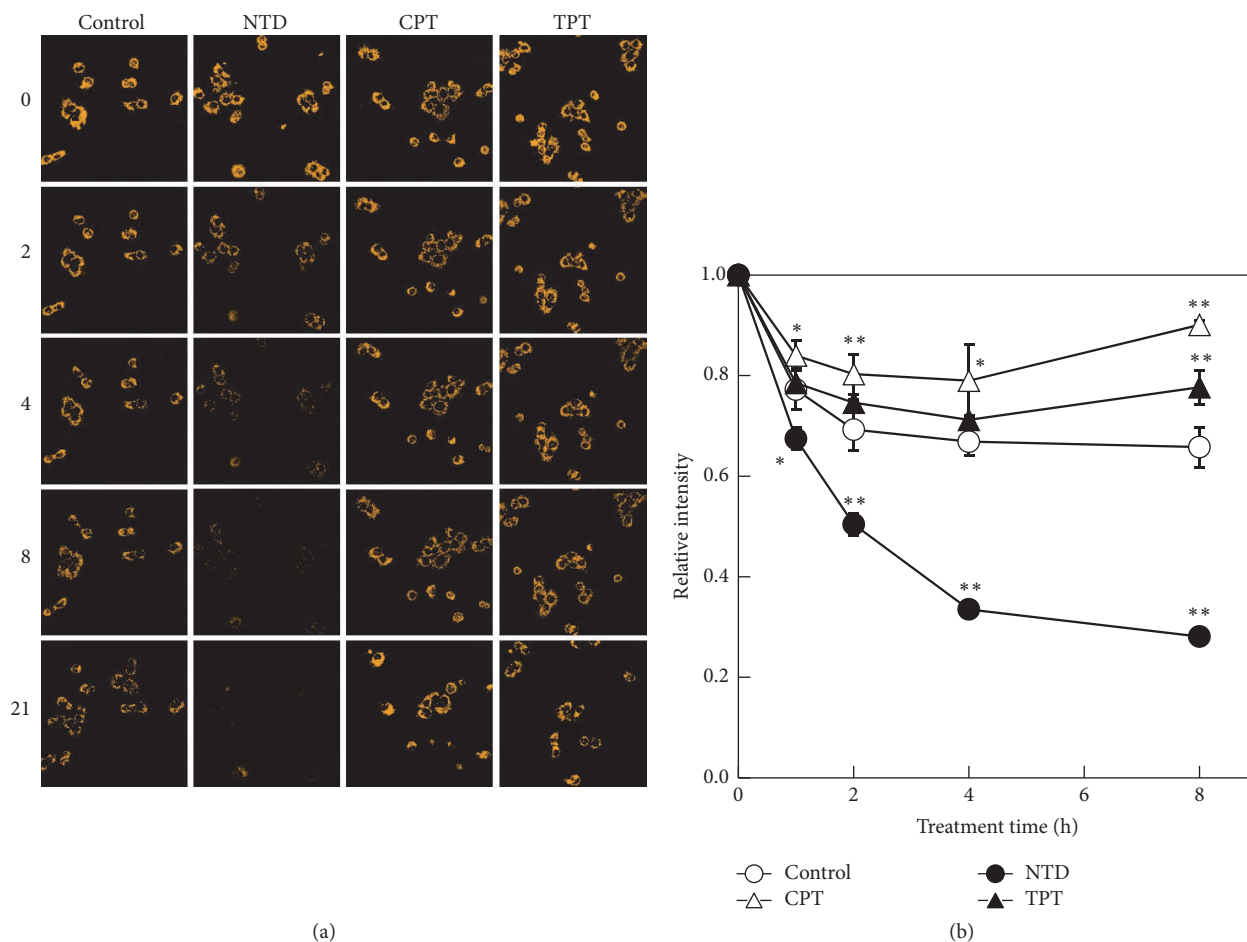 Control NTD CPT TPT
0
2
4
8
21
1.0
0.8
0.6
0.4
0.2
0.0
Relative intensity
* ** * **
**
* ** ** **
0 2 4 6 8
Treatment time (h)
Control NTD
CPT TPT
(a) (b)